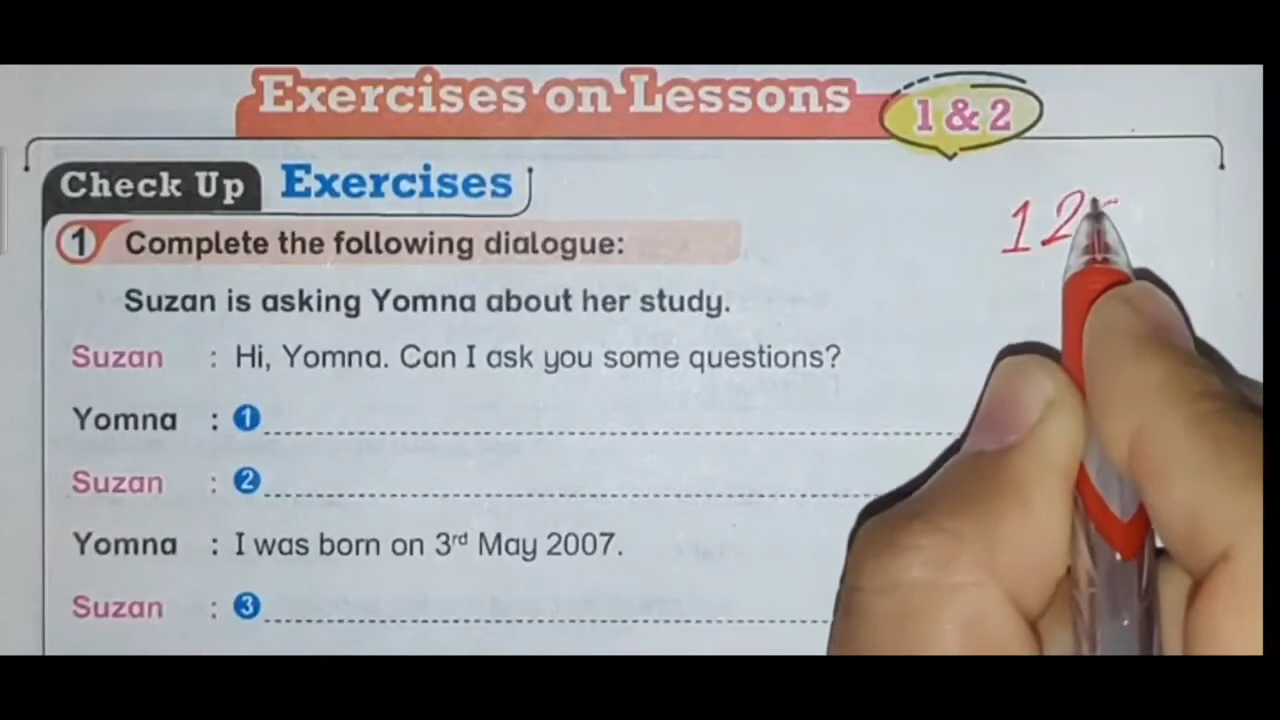 Exercises on Lessons 1 & 2
Check Up Exercises
1 Complete the following dialogue:
Suzan is asking Yomna about her study.
Suzan : Hi, Yomna. Can I ask you some questions?
Yomna : 1
Suzan : 2
Yomna : I was born on 3rd May 2007.
Suzan : 3
12